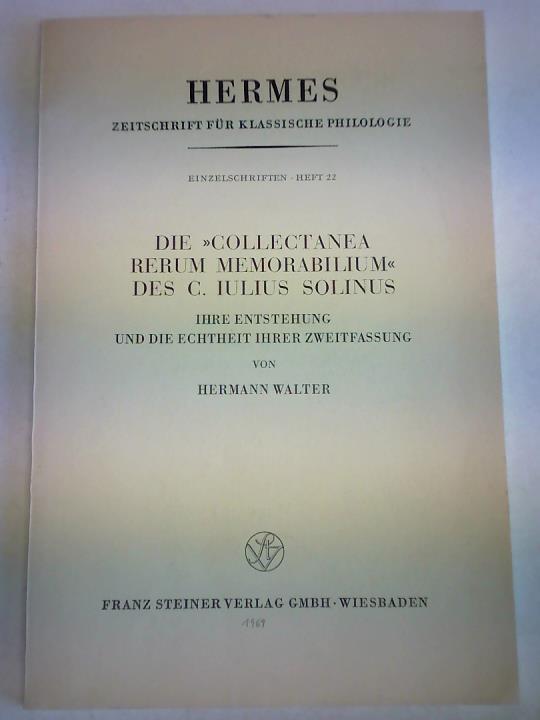 HERMES
ZEITSCHRIFT FÜR KLASSISCHE PHILOLOGIE
EINZELSCHRIFTEN · HEFT 22
DIE »COLLECTANEA
RERUM MEMORABILIUM«
DES C. IULIUS SOLINUS
IHRE ENTSTEHUNG
UND DIE ECHTHEIT IHRER ZWEITFASSUNG
VON
HERMANN WALTER
FRANZ STEINER VERLAG GMBH · WIESBADEN
1969